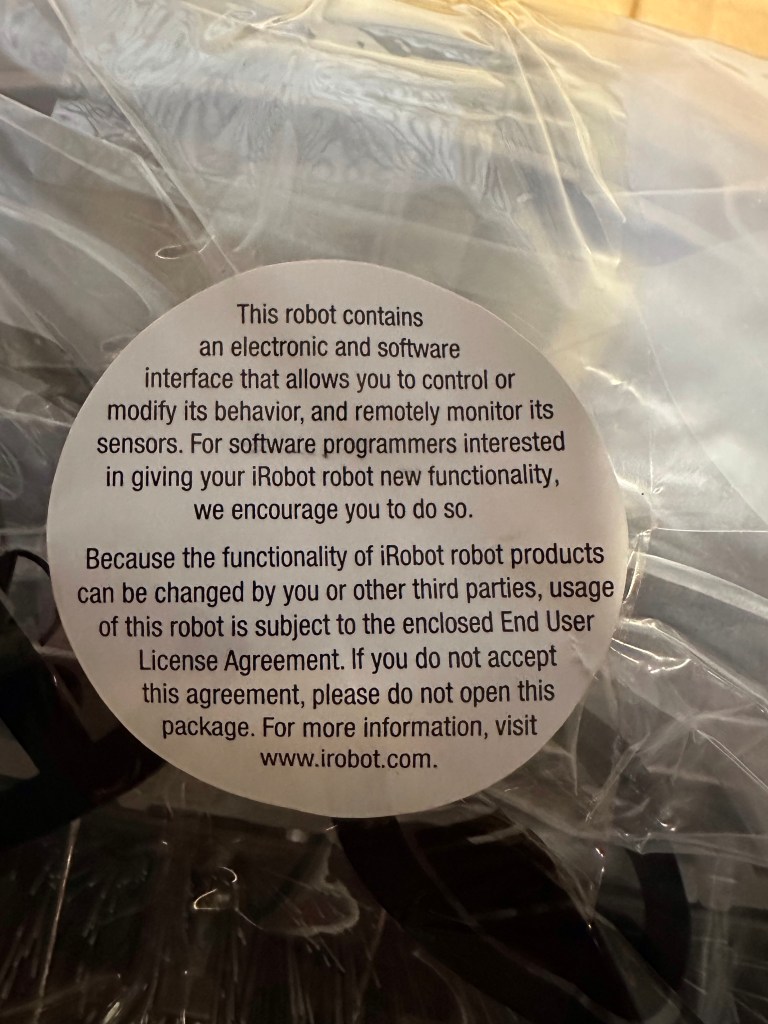 This robot contains
an electronic and software
interface that allows you to control or
modify its behavior, and remotely monitor its
sensors. For software programmers interested
in giving your iRobot robot new functionality,
we encourage you to do so.
Because the functionality of iRobot robot products
can be changed by you or other third parties, usage
of this robot is subject to the enclosed End User
License Agreement. If you do not accept
this agreement, please do not open this
package. For more information, visit
www.irobot.com.